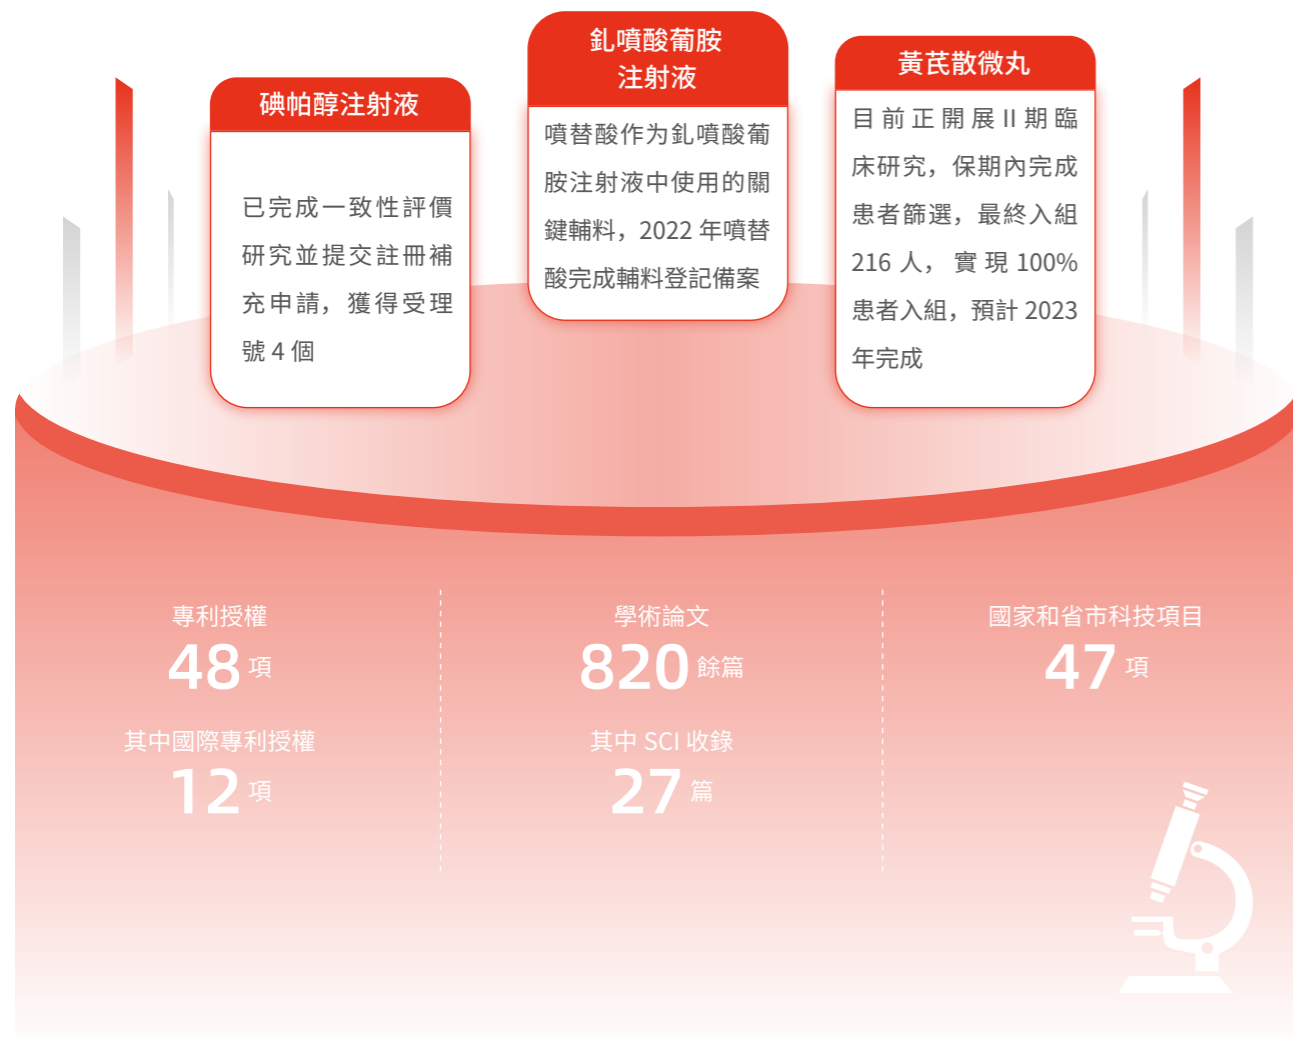 碘帕醇注射液
已完成一致性評價
研究並提交註冊補
充申請，獲得受理
號 4 個
釓噴酸葡胺
注射液
噴替酸作为釓噴酸葡
胺注射液中使用的關
鍵輔料，2022 年噴替
酸完成輔料登記備案
黃芪散微丸
目前正開展II期臨
床研究，保期內完成
患者篩選，最終入組
216 人，實現 100%
患者入組，預計 2023
年完成
專利授權
48 項
其中國際專利授權
12 項
學術論文
820 餘篇
其中 SCI 收錄
27 篇
國家和省市科技項目
47 項